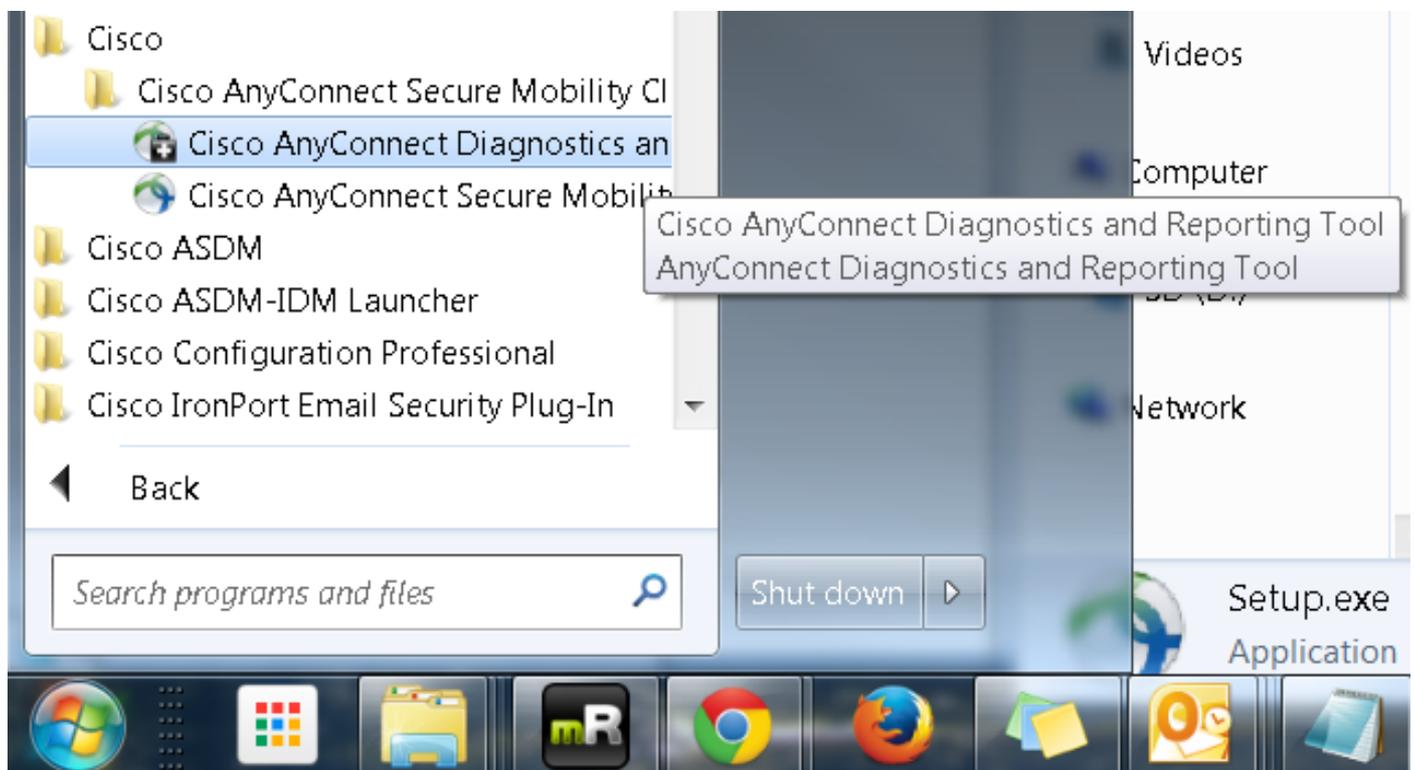 Cisco
Cisco AnyConnect Secure Mobility Cl
Cisco AnyConnect Diagnostics an
Cisco AnyConnect Secure Mobilit
Cisco ASDM
Cisco ASDM-IDM Launcher
Cisco Configuration Professional
Cisco IronPort Email Security Plug-In
Back
Search programs and files
Shut down
Cisco AnyConnect Diagnostics and Reporting Tool
AnyConnect Diagnostics and Reporting Tool
Videos
Computer
Network
Setup.exe
Application
mR